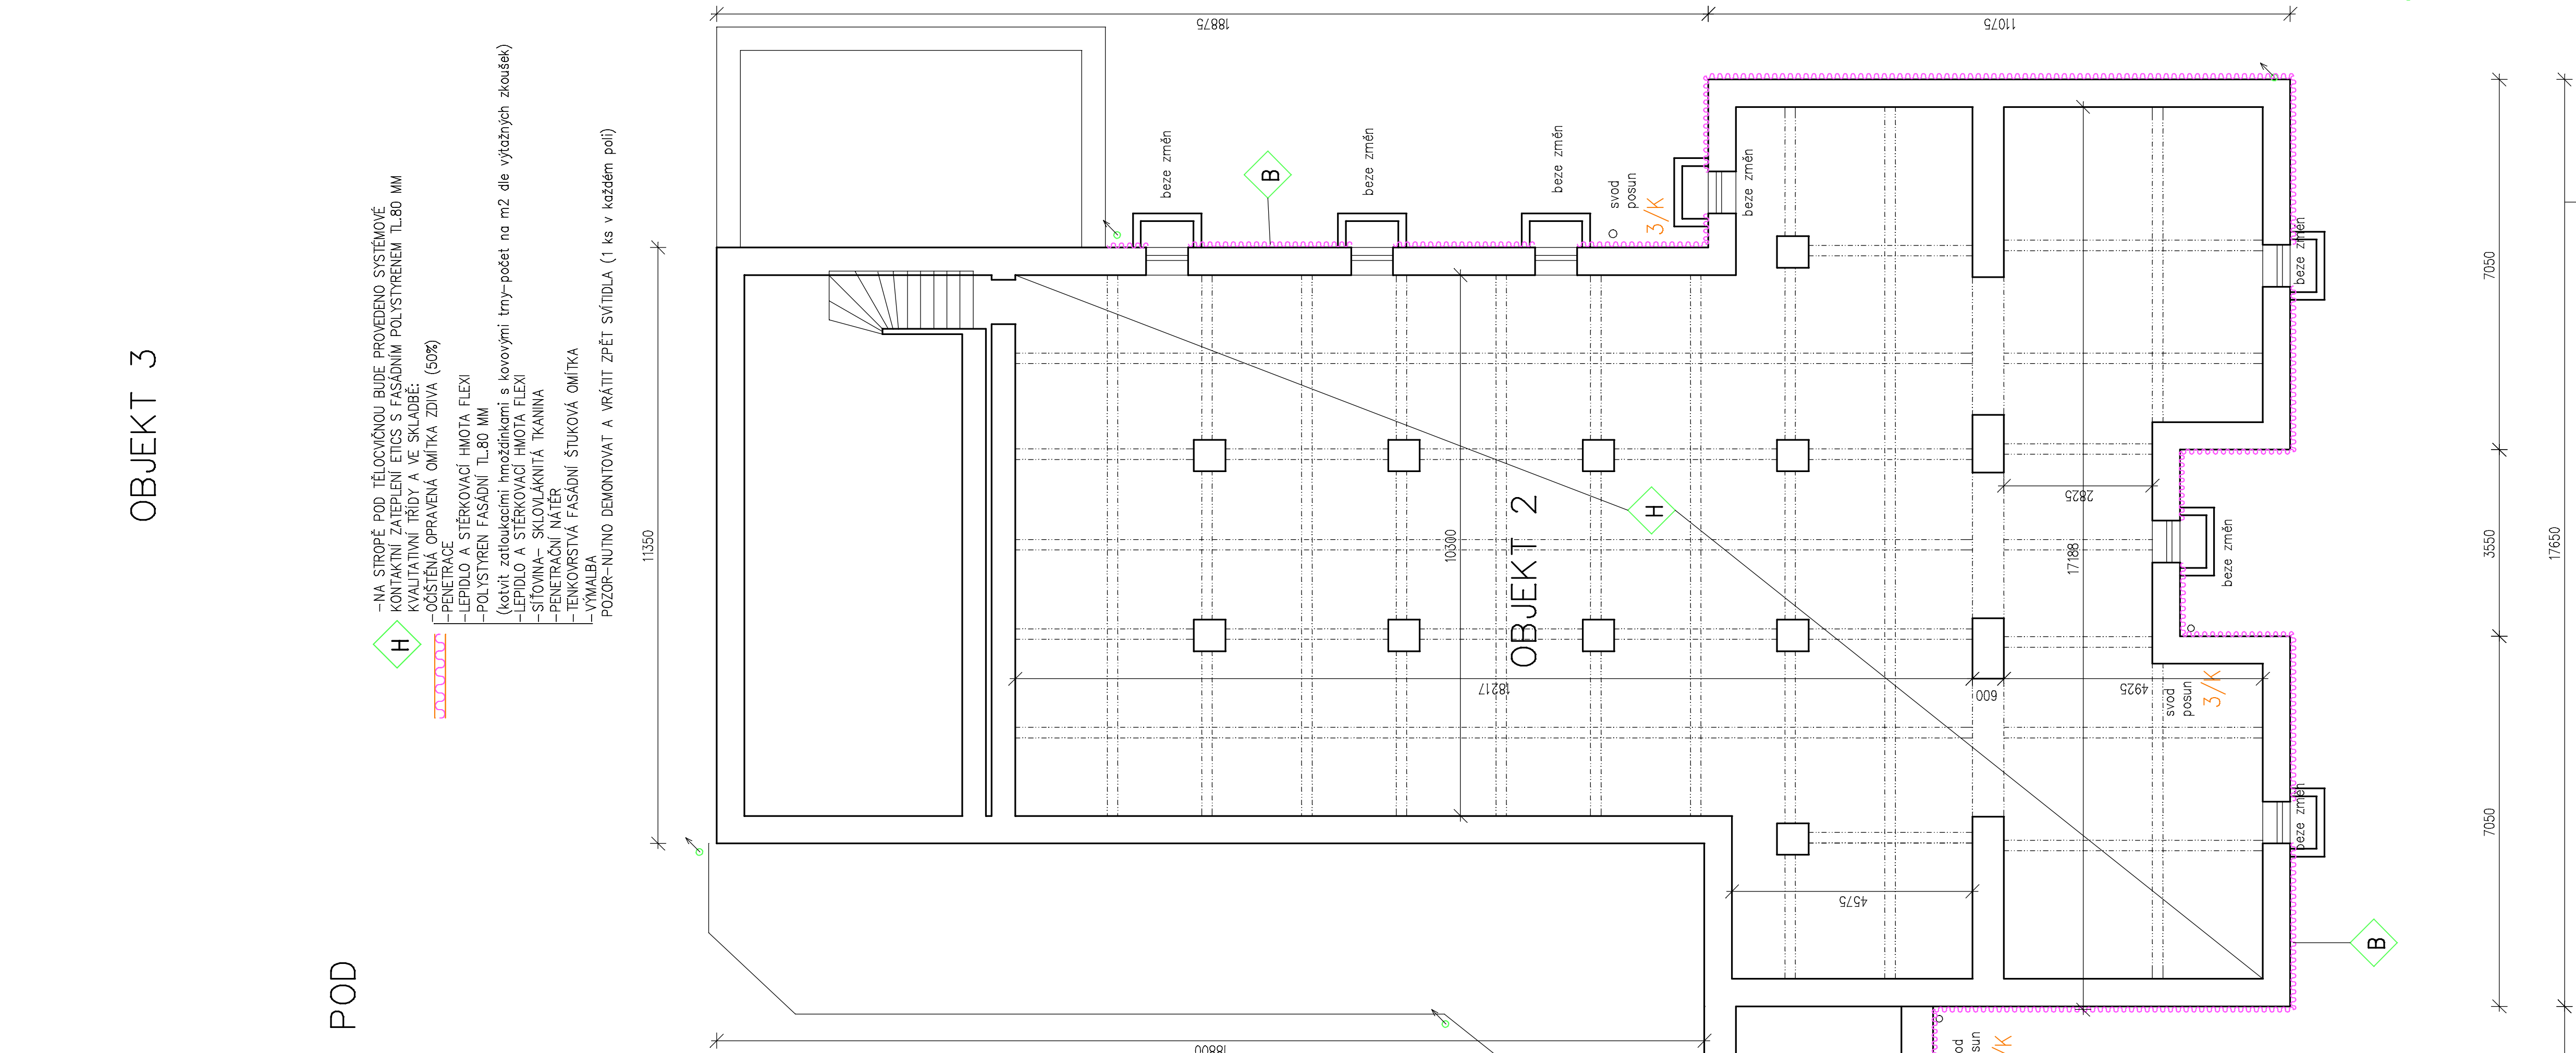 OBJEKT 3
POD
H
-NA STROPĚ POD TĚLOCVIČNOU BUDE PROVEDENO SYSTÉMOVÉ
KONTAKTNÍ ZATEPLENÍ ETICS S FASÁDNÍM POLYSTYRENEM TL.80 MM
KVALITATIVNÍ TŘÍDY A VE SKLADBĚ:
-OČIŠTĚNÁ OPRAVENÁ OMÍTKA ZDIVA (50%)
-PENETRACE
-LEPIDLO A STĚRKOVACÍ HMOTA FLEXI
-POLYSTYREN FASÁDNÍ TL.80 MM
(kotvit zatloukacími hmoždinkami s kovovými trny-počet na m2 dle výtažných zkoušek)
-LEPIDLO A STĚRKOVACÍ HMOTA FLEXI
-SÍŤOVINA- SKLOVLÁKNITÁ TKANINA
-PENETRAČNÍ NÁTĚR
-TENKOVRSTVÁ FASÁDNÍ ŠTUKOVÁ OMÍTKA
-VÝMALBA
POZOR-NUTNO DEMONTOVAT A VRÁTIT ZPĚT SVÍTIDLA (1 ks v každém poli)
11350
18875
11075
beze změn
B
beze změn
beze změn
svod
posun
3/K
beze změn
10300
OBJEKT 2
H
18217
600
4925
4575
2825
17188
beze změn
beze změn
beze změn
svod
posun
3/K
B
7050
3550
7050
17650
18800